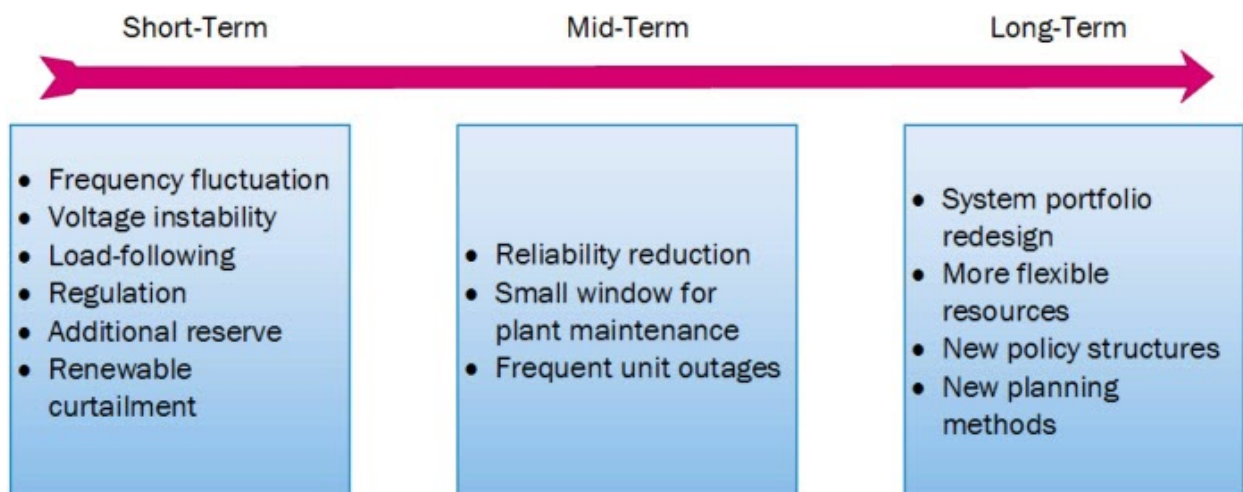 Short-Term
Mid-Term
Long-Term
• Frequency fluctuation
• Voltage instability
• Load-following
• Regulation
• Additional reserve
• Renewable
curtailment
• Reliability reduction
• Small window for
plant maintenance
• Frequent unit outages
• System portfolio
redesign
• More flexible
resources
• New policy structures
• New planning
methods